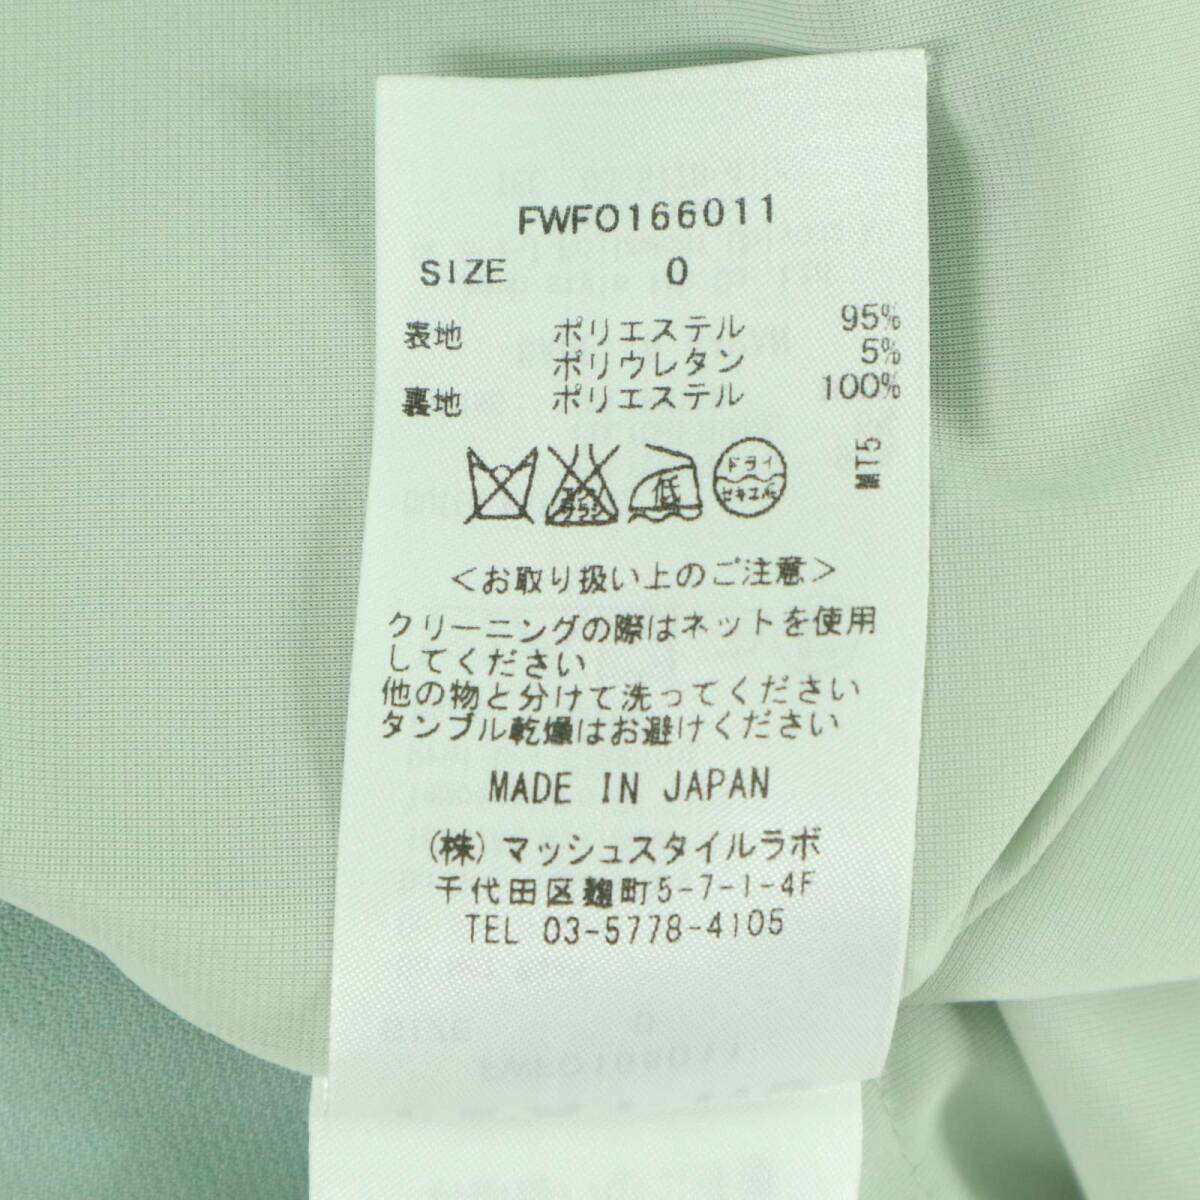 FWFO166011
SIZE 0
表地 ポリエステル 95%
ポリウレタン 5%
裏地 ポリエステル 100%
MT5
エンソ サラシ
低
ドライ
セキユ系
＜お取り扱い上のご注意＞
クリーニングの際はネットを使用
してください
他の物と分けて洗ってください
タンブル乾燥はお避けください
MADE IN JAPAN
(株)マッシュスタイルラボ
千代田区麹町5-7-1-4F
TEL 03-5778-4105